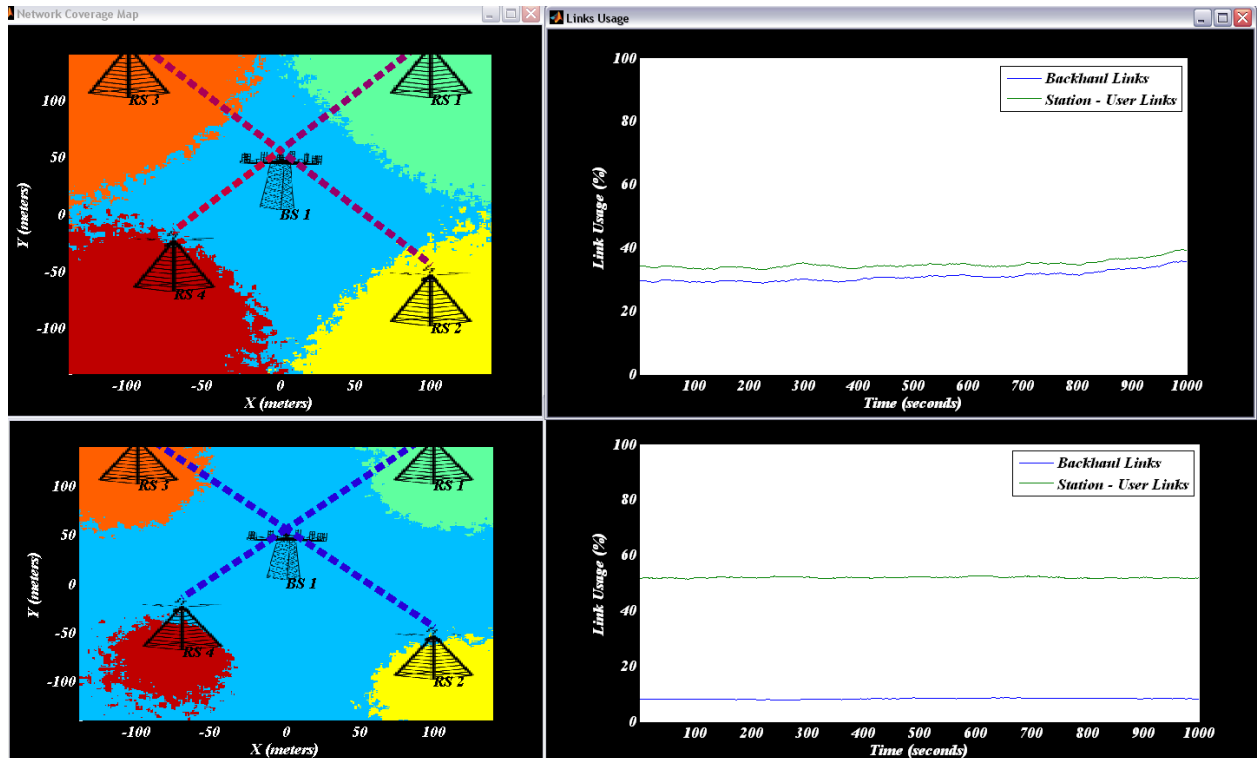 Network Coverage Map
Links Usage
RS 3
RS 1
BS 1
RS 4
RS 2
100
50
0
-50
-100
Y (meters)
-100 -50 0 50 100
X (meters)
100
80
60
40
20
0
Link Usage (%)
Backhaul Links
Station - User Links
100 200 300 400 500 600 700 800 900 1000
Time (seconds)
RS 3
RS 1
BS 1
RS 4
RS 2
100
50
0
-50
-100
Y (meters)
-100 -50 0 50 100
X (meters)
100
80
60
40
20
0
Link Usage (%)
Backhaul Links
Station - User Links
100 200 300 400 500 600 700 800 900 1000
Time (seconds)